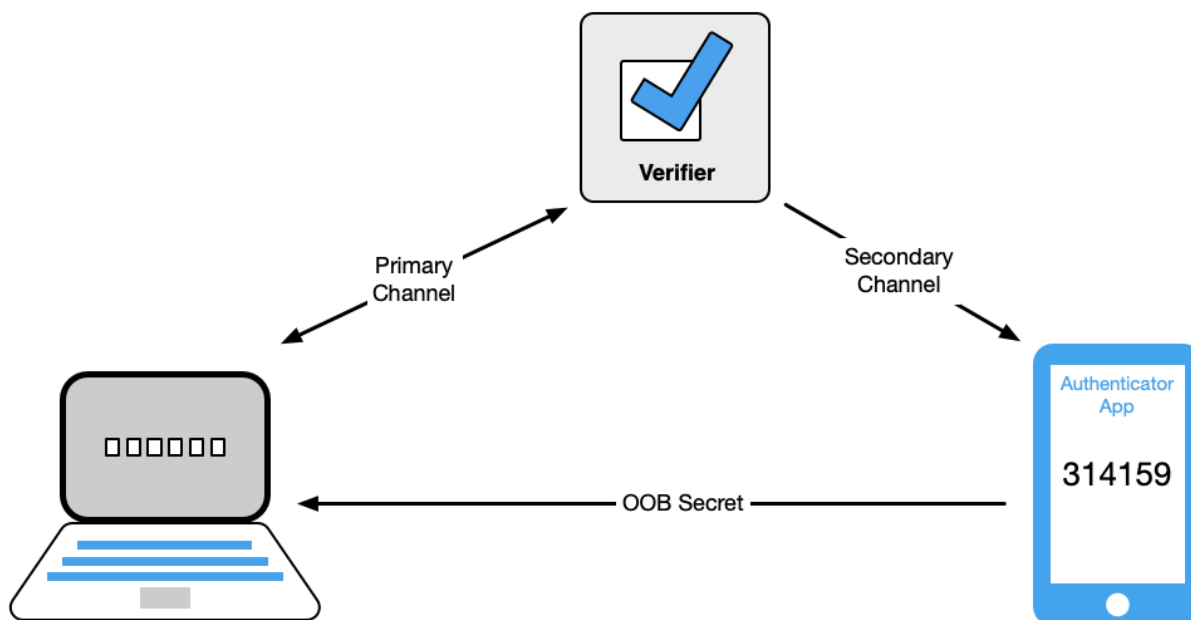 Verifier
Primary
Channel
Secondary
Channel
Authenticator
App
314159
OOB Secret